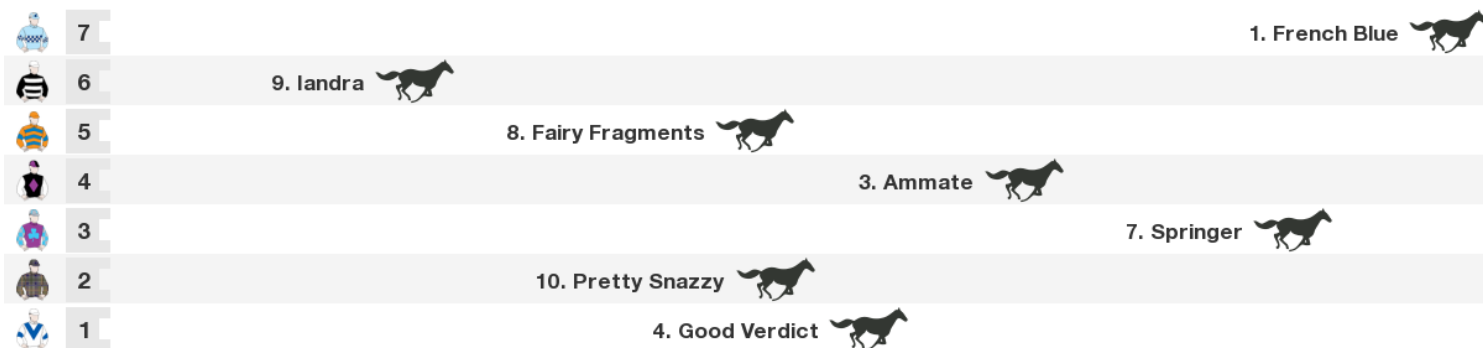 7 1. French Blue
6 9. Iandra
5 8. Fairy Fragments
4 3. Ammate
3 7. Springer
2 10. Pretty Snazzy
1 4. Good Verdict